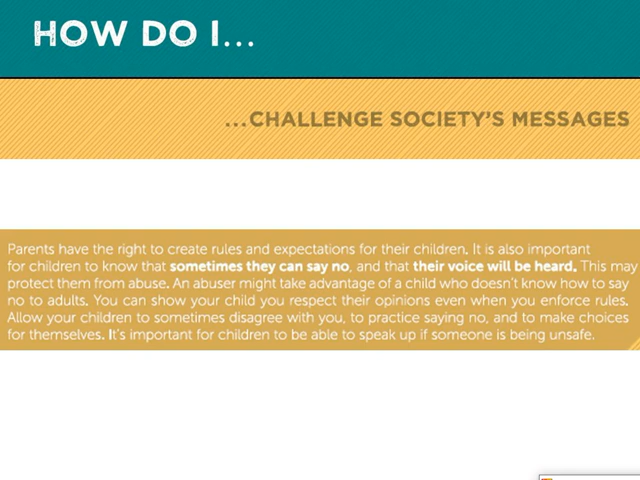 HOW DO I...
...CHALLENGE SOCIETY'S MESSAGES
Parents have the right to create rules and expectations for their children. It is also important
for children to know that sometimes they can say no, and that their voice will be heard. This may
protect them from abuse. An abuser might take advantage of a child who doesn't know how to say
no to adults. You can show your child you respect their opinions even when you enforce rules.
Allow your children to sometimes disagree with you, to practice saying no, and to make choices
for themselves. It's important for children to be able to speak up if someone is being unsafe.